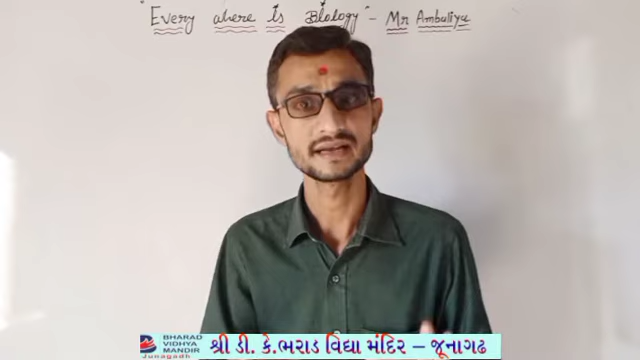 "Every where is Biology" - Mr Ambaliya
BHARAD
VIDHYA
MANDIR
Junagadh
શ્રી ડી. કે.ભરાડ વિદ્યા મંદિર – જૂનાગઢ